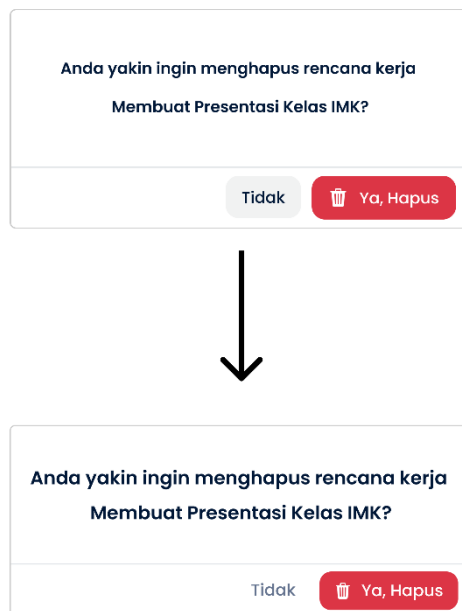 Anda yakin ingin menghapus rencana kerja
Membuat Presentasi Kelas IMK?
Tidak
Ya, Hapus
Anda yakin ingin menghapus rencana kerja
Membuat Presentasi Kelas IMK?
Tidak
Ya, Hapus